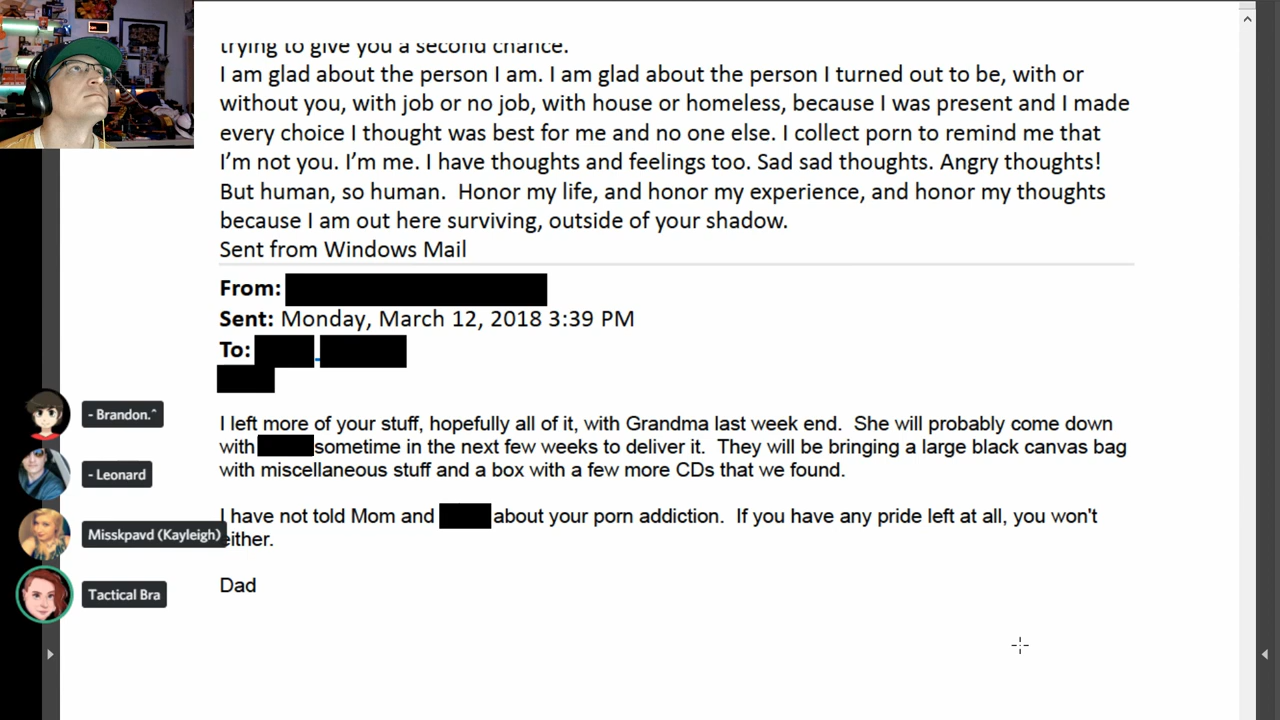 trying to give you a second chance.
I am glad about the person I am. I am glad about the person I turned out to be, with or
without you, with job or no job, with house or homeless, because I was present and I made
every choice I thought was best for me and no one else. I collect porn to remind me that
I'm not you. I'm me. I have thoughts and feelings too. Sad sad thoughts. Angry thoughts!
But human, so human.  Honor my life, and honor my experience, and honor my thoughts
because I am out here surviving, outside of your shadow.
Sent from Windows Mail
From:
Sent: Monday, March 12, 2018 3:39 PM
To:
I left more of your stuff, hopefully all of it, with Grandma last week end.  She will probably come down
with sometime in the next few weeks to deliver it.  They will be bringing a large black canvas bag
with miscellaneous stuff and a box with a few more CDs that we found.
I have not told Mom and about your porn addiction.  If you have any pride left at all, you won't
either.
Dad
- Brandon.^
- Leonard
Misskpavd (Kayleigh)
Tactical Bra